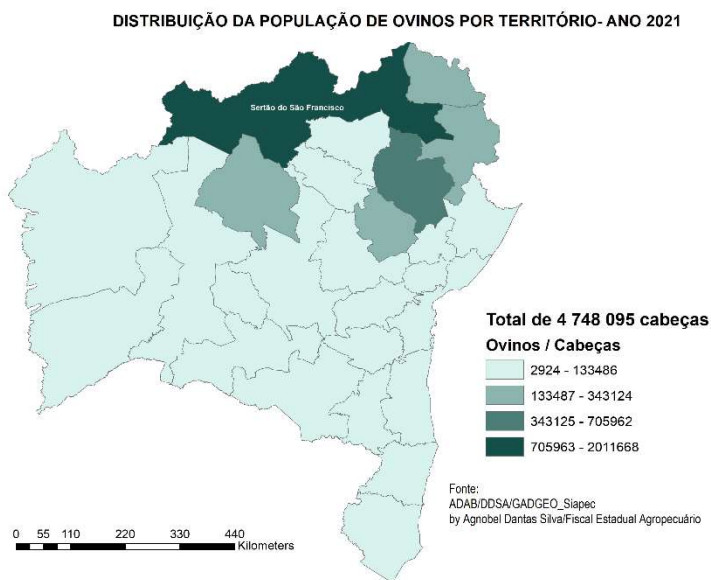 DISTRIBUIÇÃO DA POPULAÇÃO DE OVINOS POR TERRITÓRIO- ANO 2021
Sertão do São Francisco
Total de 4 748 095 cabeças
Ovinos / Cabeças
2924 - 133486
133487 - 343124
343125 - 705962
705963 - 2011668
Fonte:
ADAB/DDSA/GADGEO_Siapec
by Agnobel Dantas Silva/Fiscal Estadual Agropecuário
0 55 110 220 330 440
Kilometers